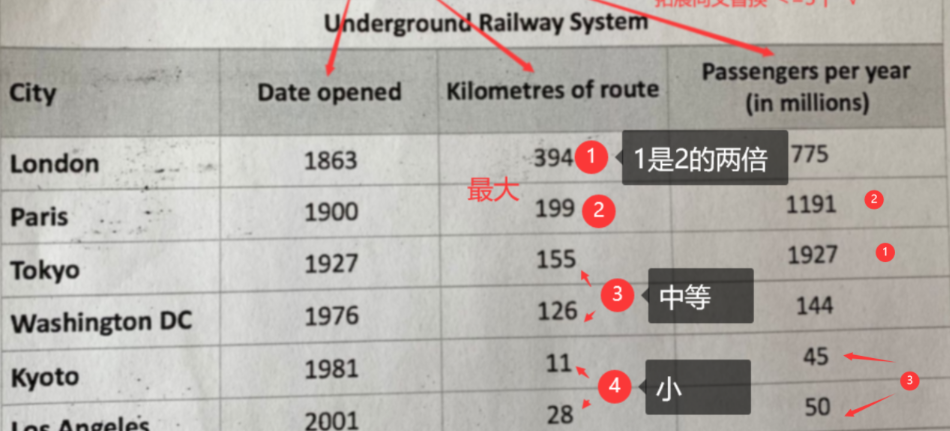 Underground Railway System
City Date opened Kilometres of route Passengers per year (in millions)
London 1863 394 1 1是2的两倍 775
最大
Paris 1900 199 2 1191 2
Tokyo 1927 155 1927 1
3 中等
Washington DC 1976 126 144
Kyoto 1981 11 45
4 小 3
Los Angeles 2001 28 50